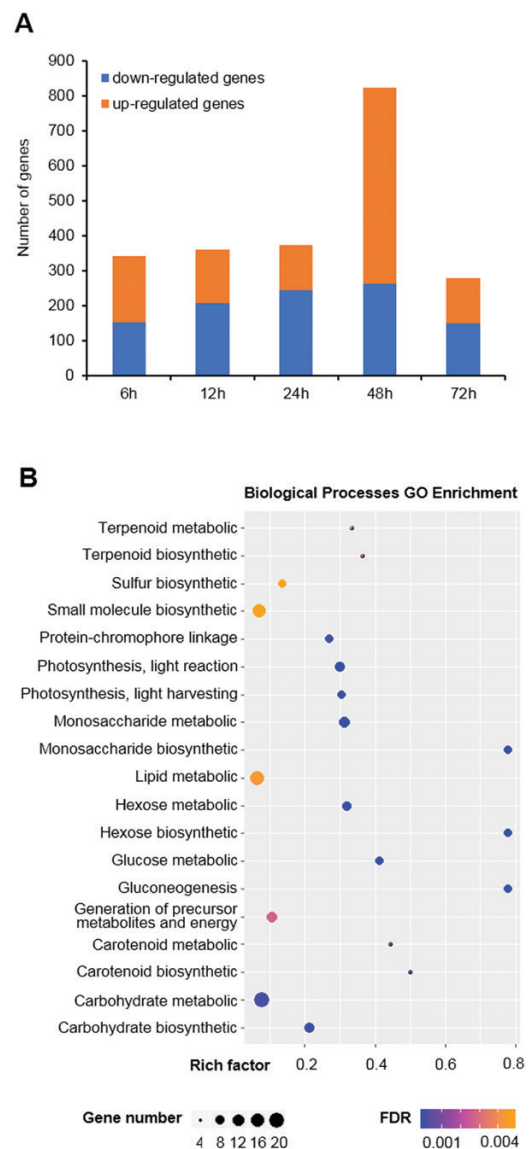 A
900
800
700
600
500
400
300
200
100
0
Number of genes
down-regulated genes
up-regulated genes
6h 12h 24h 48h 72h
B
Biological Processes GO Enrichment
Terpenoid metabolic
Terpenoid biosynthetic
Sulfur biosynthetic
Small molecule biosynthetic
Protein-chromophore linkage
Photosynthesis, light reaction
Photosynthesis, light harvesting
Monosaccharide metabolic
Monosaccharide biosynthetic
Lipid metabolic
Hexose metabolic
Hexose biosynthetic
Glucose metabolic
Gluconeogenesis
Generation of precursor
metabolites and energy
Carotenoid metabolic
Carotenoid biosynthetic
Carbohydrate metabolic
Carbohydrate biosynthetic
Rich factor 0.2 0.4 0.6 0.8
Gene number
4 8 12 16 20
FDR
0.001 0.004